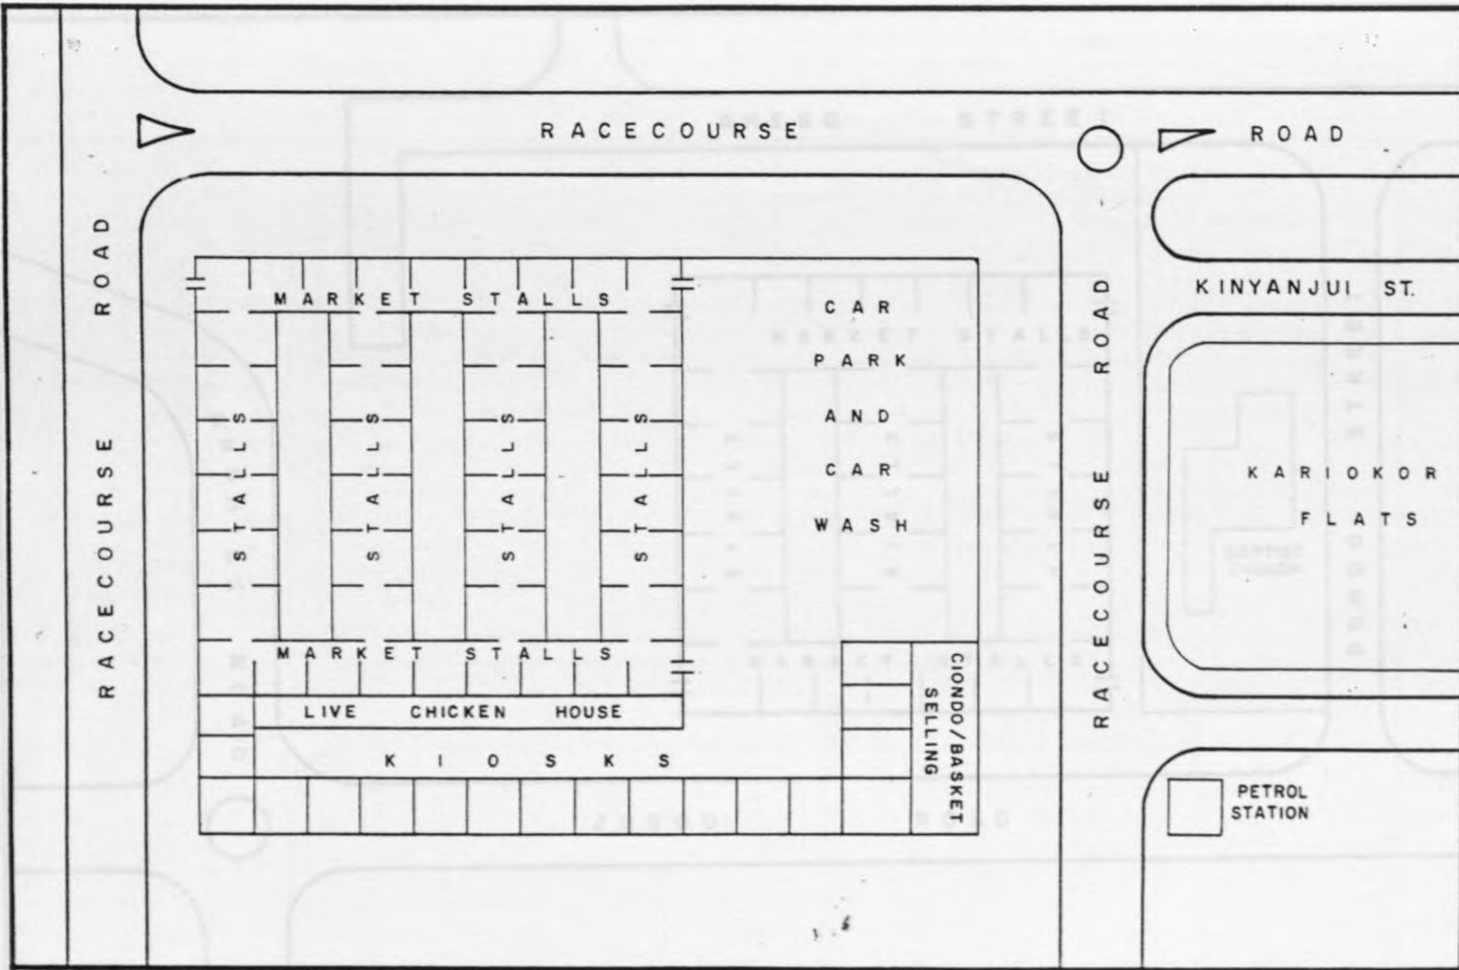 RACECOURSE ROAD
KINYANJUI ST.
RACECOURSE ROAD
MARKET STALLS
STALLS
STALLS
STALLS
STALLS
MARKET STALLS
LIVE CHICKEN HOUSE
KIOSKS
CAR
PARK
AND
CAR
WASH
CIONDO/BASKET
SELLING
RACECOURSE ROAD
KARIOKOR
FLATS
PETROL
STATION